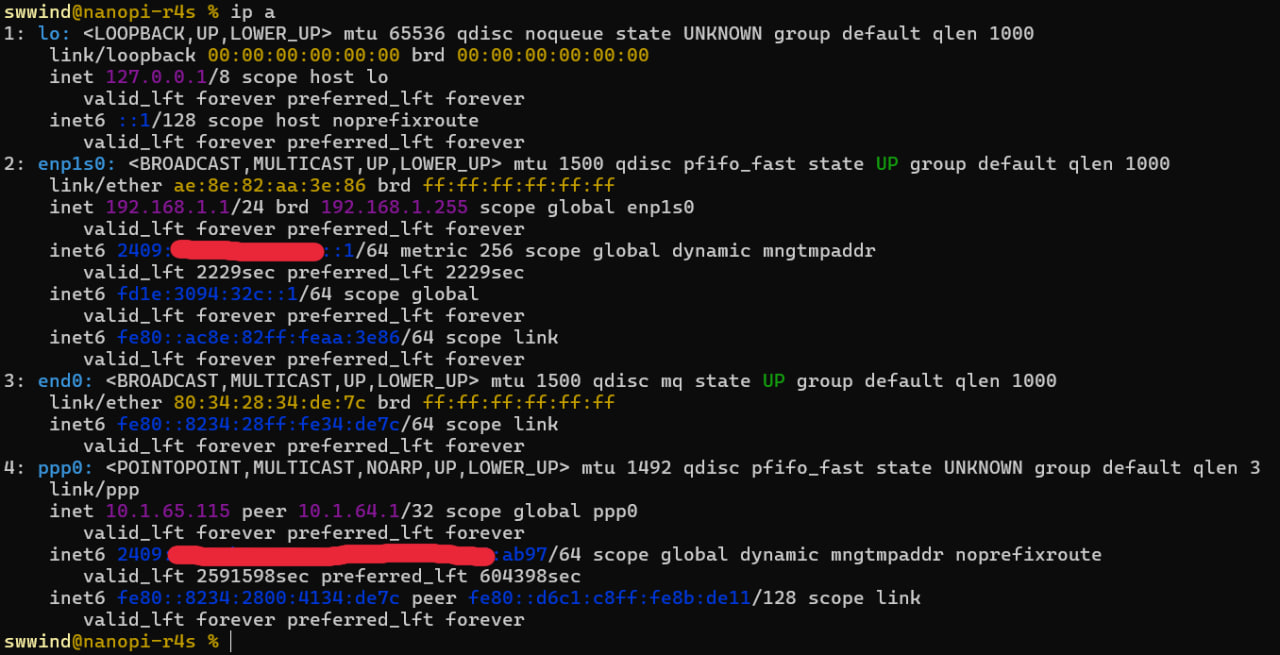 swwind@nanopi-r4s % ip a
1: lo: <LOOPBACK,UP,LOWER_UP> mtu 65536 qdisc noqueue state UNKNOWN group default qlen 1000
    link/loopback 00:00:00:00:00:00 brd 00:00:00:00:00:00
    inet 127.0.0.1/8 scope host lo
       valid_lft forever preferred_lft forever
    inet6 ::1/128 scope host noprefixroute
       valid_lft forever preferred_lft forever
2: enp1s0: <BROADCAST,MULTICAST,UP,LOWER_UP> mtu 1500 qdisc pfifo_fast state UP group default qlen 1000
    link/ether ae:8e:82:aa:3e:86 brd ff:ff:ff:ff:ff:ff
    inet 192.168.1.1/24 brd 192.168.1.255 scope global enp1s0
       valid_lft forever preferred_lft forever
    inet6 2409: ::1/64 metric 256 scope global dynamic mngtmpaddr
       valid_lft 2229sec preferred_lft 2229sec
    inet6 fd1e:3094:32c::1/64 scope global
       valid_lft forever preferred_lft forever
    inet6 fe80::ac8e:82ff:feaa:3e86/64 scope link
       valid_lft forever preferred_lft forever
3: end0: <BROADCAST,MULTICAST,UP,LOWER_UP> mtu 1500 qdisc mq state UP group default qlen 1000
    link/ether 80:34:28:34:de:7c brd ff:ff:ff:ff:ff:ff
    inet6 fe80::8234:28ff:fe34:de7c/64 scope link
       valid_lft forever preferred_lft forever
4: ppp0: <POINTOPOINT,MULTICAST,NOARP,UP,LOWER_UP> mtu 1492 qdisc pfifo_fast state UNKNOWN group default qlen 3
    link/ppp
    inet 10.1.65.115 peer 10.1.64.1/32 scope global ppp0
       valid_lft forever preferred_lft forever
    inet6 2409: :ab97/64 scope global dynamic mngtmpaddr noprefixroute
       valid_lft 2591598sec preferred_lft 604398sec
    inet6 fe80::8234:2800:4134:de7c peer fe80::d6c1:c8ff:fe8b:de11/128 scope link
       valid_lft forever preferred_lft forever
swwind@nanopi-r4s %